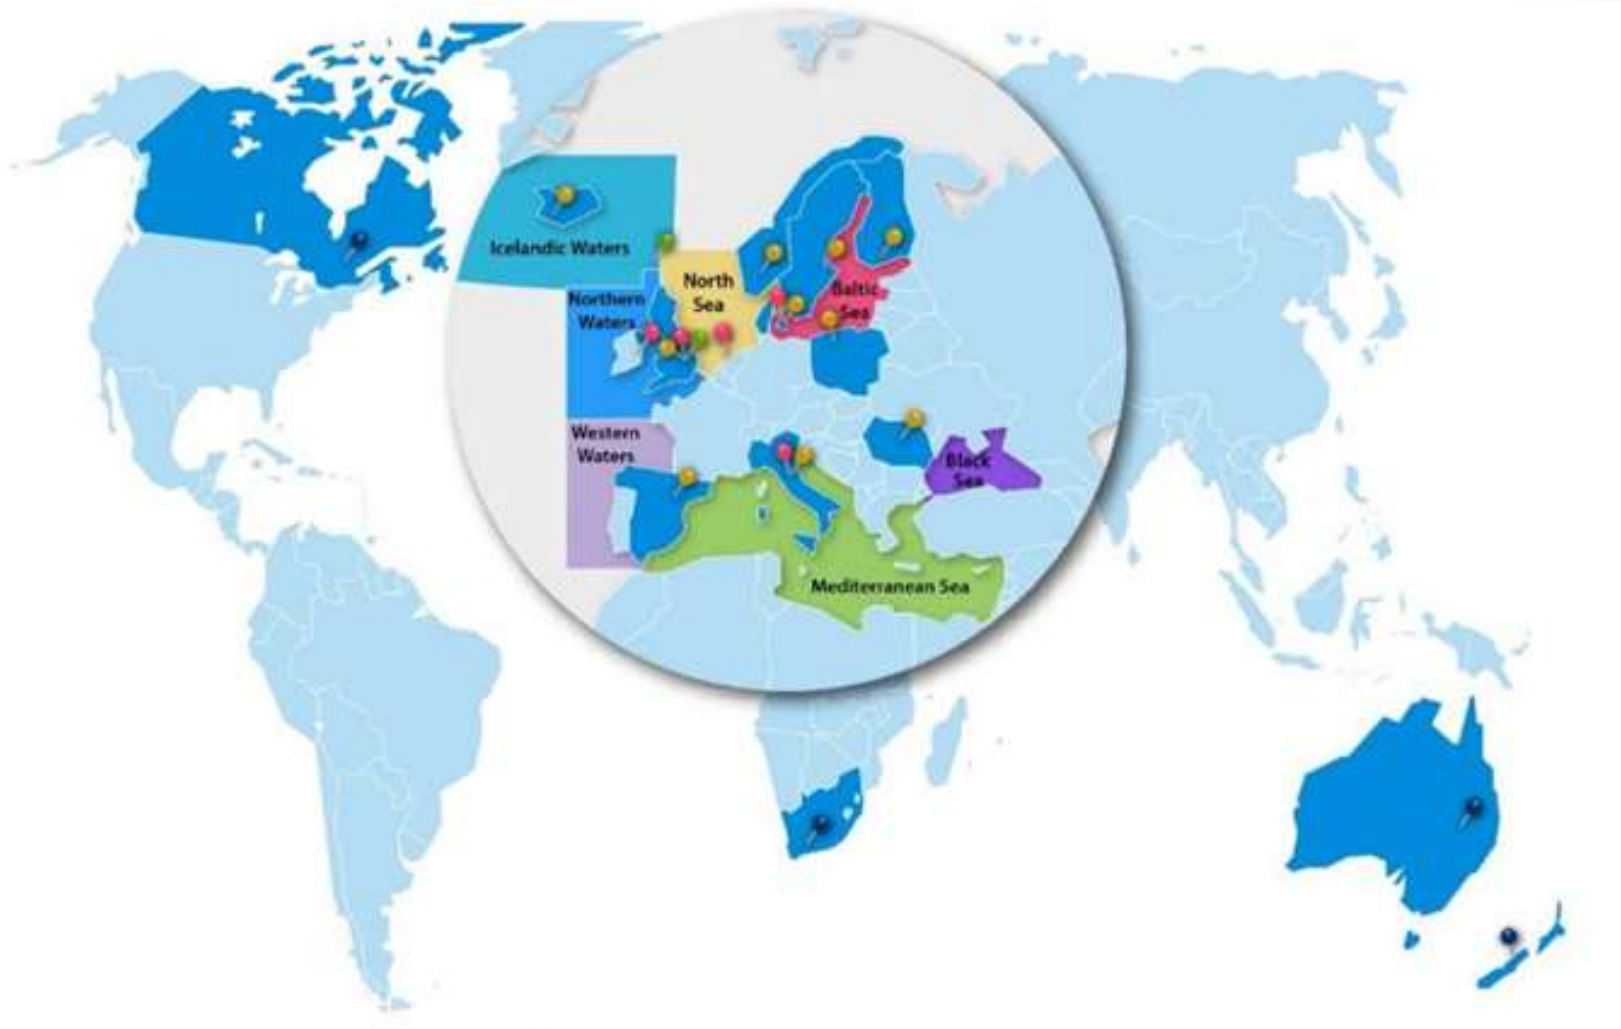 Icelandic Waters
North
Sea
Northern
Waters
Baltic
Sea
Western
Waters
Black
Sea
Mediterranean Sea